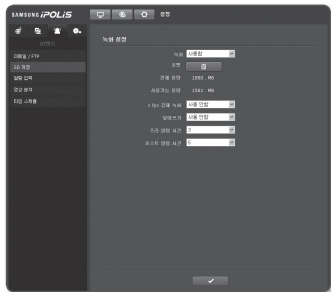 SAMSUNG iPOLiS
설정
이벤트
이메일 / FTP
SD 저장
알람 입력
영상 분석
타임 스케줄
녹화 설정
녹화 사용함
포맷
전체 용량 1880 . MB
사용가능 용량 1561 . MB
1 fps 강제 녹화 사용 안함
덮어쓰기 사용 안함
프리 알람 시간 3
포스트 알람 시간 5